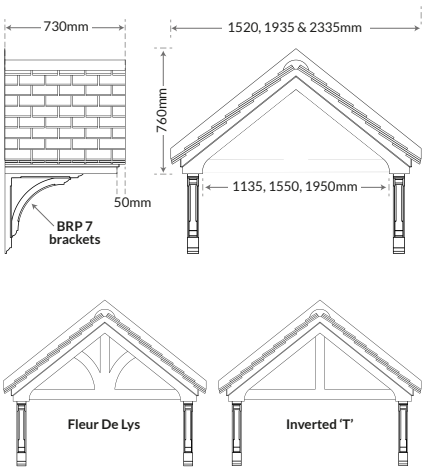 730mm
1520, 1935 & 2335mm
760mm
1135, 1550, 1950mm
50mm
BRP 7
brackets
Fleur De Lys
Inverted ‘T’